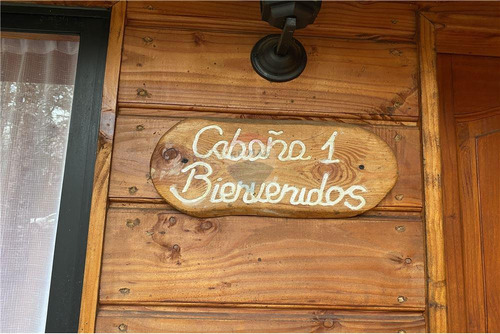 Cabaña 1
Bienvenidos